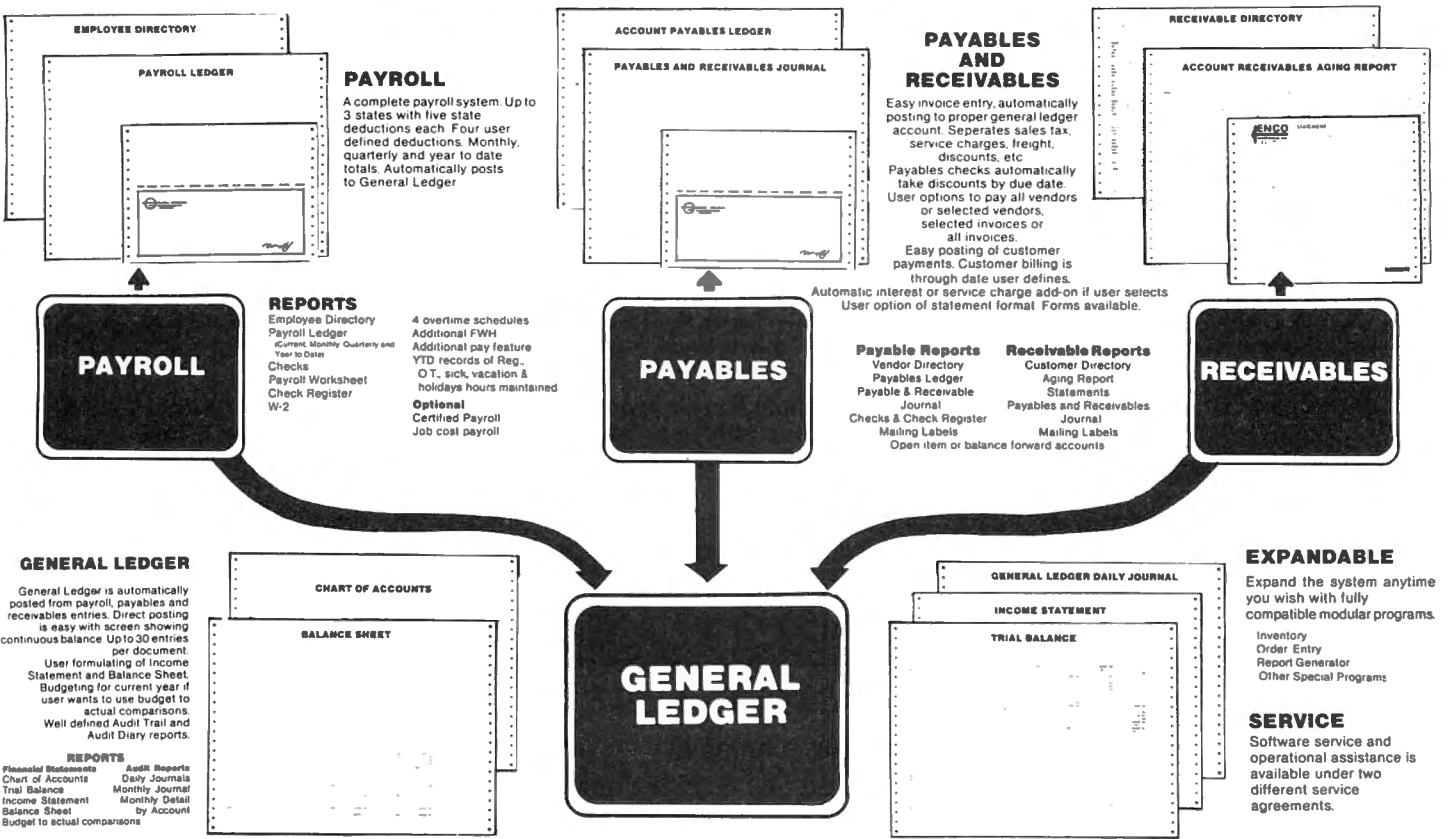 EMPLOYEE DIRECTORY
PAYROLL LEDGER
PAYROLL
A complete payroll system. Up to
3 states with five state
deductions each Four user
defined deductions. Monthly,
quarterly and year to date
totals. Automatically posts
to General Ledger
ACCOUNT PAYABLES LEDGER
PAYABLES AND RECEIVABLES JOURNAL
PAYABLES
AND
RECEIVABLES
Easy invoice entry, automatically
posting to proper general ledger
account. Seperates sales tax,
service charges, freight,
discounts, etc
Payables checks automatically
take discounts by due date.
User options to pay all vendors
or selected vendors,
selected invoices or
all invoices.
Easy posting of customer
payments. Customer billing is
through date user defines.
Automatic interest or service charge add-on if user selects
User option of statement format Forms available.
RECEIVABLE DIRECTORY
ACCOUNT RECEIVABLES AGING REPORT
ENCO
STATEMENT
PAYROLL
REPORTS
Employee Directory
Payroll Ledger
(Current, Monthly Quarterly and
Year to Date)
Checks
Payroll Worksheet
Check Register
W-2
4 overtime schedules
Additional FWH
Additional pay feature
YTD records of Reg.,
O T., sick, vacation &
holidays hours maintained
Optional
Certified Payroll
Job cost payroll
PAYABLES
Payable Reports
Vendor Directory
Payables Ledger
Payable & Receivable
Journal
Checks & Check Register
Mailing Labels
Receivable Reports
Customer Directory
Aging Report
Statements
Payables and Receivables
Journal
Mailing Labels
Open item or balance forward accounts
RECEIVABLES
GENERAL LEDGER
General Ledger is automatically
posted from payroll, payables and
receivables entries. Direct posting
is easy with screen showing
continuous balance Up to 30 entries
per document.
User formulating of Income
Statement and Balance Sheet.
Budgeting for current year if
user wants to use budget to
actual comparisons.
Well defined Audit Trail and
Audit Diary reports.
REPORTS
Financial Statements
Chart of Accounts
Trial Balance
Income Statement
Balance Sheet
Budget to actual comparisons
Audit Reports
Daily Journals
Monthly Journal
Monthly Detail
by Account
CHART OF ACCOUNTS
BALANCE SHEET
GENERAL
LEDGER
GENERAL LEDGER DAILY JOURNAL
INCOME STATEMENT
TRIAL BALANCE
EXPANDABLE
Expand the system anytime
you wish with fully
compatible modular programs.
Inventory
Order Entry
Report Generator
Other Special Programs
SERVICE
Software service and
operational assistance is
available under two
different service
agreements.